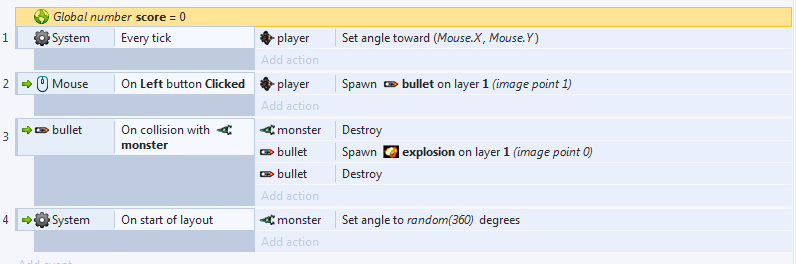 Global number score = 0
1 System Every tick player Set angle toward (Mouse.X, Mouse.Y)
Add action
2 Mouse On Left button Clicked player Spawn bullet on layer 1 (image point 1)
Add action
3 bullet On collision with monster monster Destroy
bullet Spawn explosion on layer 1 (image point 0)
bullet Destroy
Add action
4 System On start of layout monster Set angle to random(360) degrees
Add action
Add event